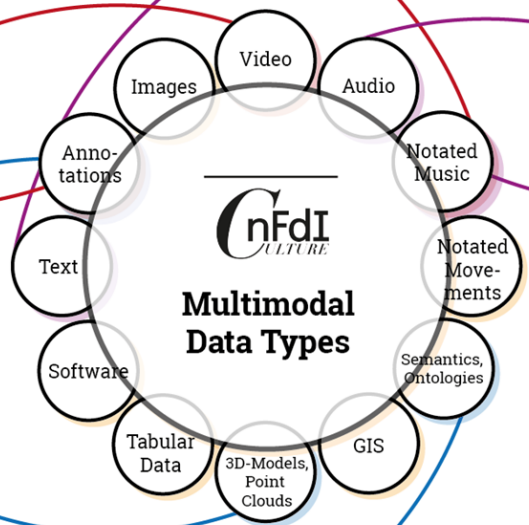 Video
Audio
Notated
Music
Notated
Move-
ments
Semantics,
Ontologies
GIS
3D-Models,
Point
Clouds
Tabular
Data
Software
Text
Anno-
tations
Images
CnFdI
CULTURE
Multimodal
Data Types